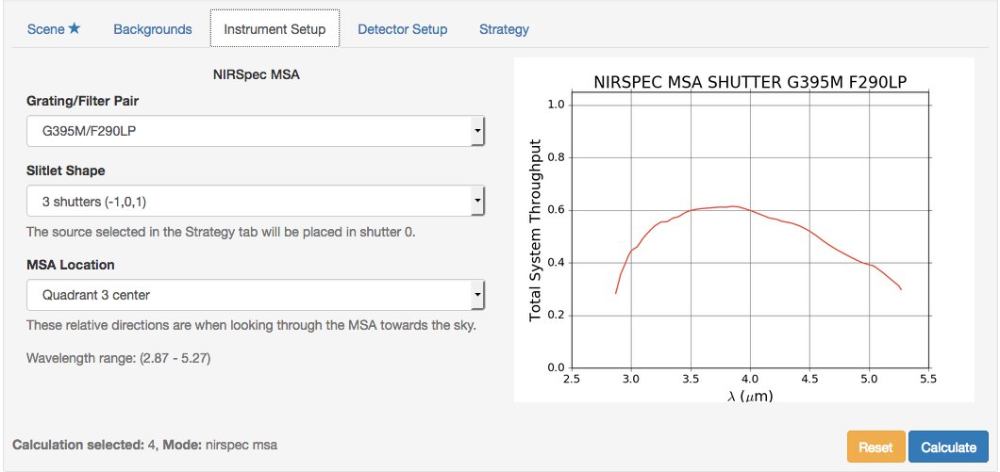 Scene ★ Backgrounds Instrument Setup Detector Setup Strategy
NIRSpec MSA
Grating/Filter Pair
G395M/F290LP
Slitlet Shape
3 shutters (-1,0,1)
The source selected in the Strategy tab will be placed in shutter 0.
MSA Location
Quadrant 3 center
These relative directions are when looking through the MSA towards the sky.
Wavelength range: (2.87 - 5.27)
NIRSPEC MSA SHUTTER G395M F290LP
Total System Throughput
1.0
0.8
0.6
0.4
0.2
0.0
2.5 3.0 3.5 4.0 4.5 5.0 5.5
λ (μm)
Calculation selected: 4, Mode: nirspec msa
Reset Calculate